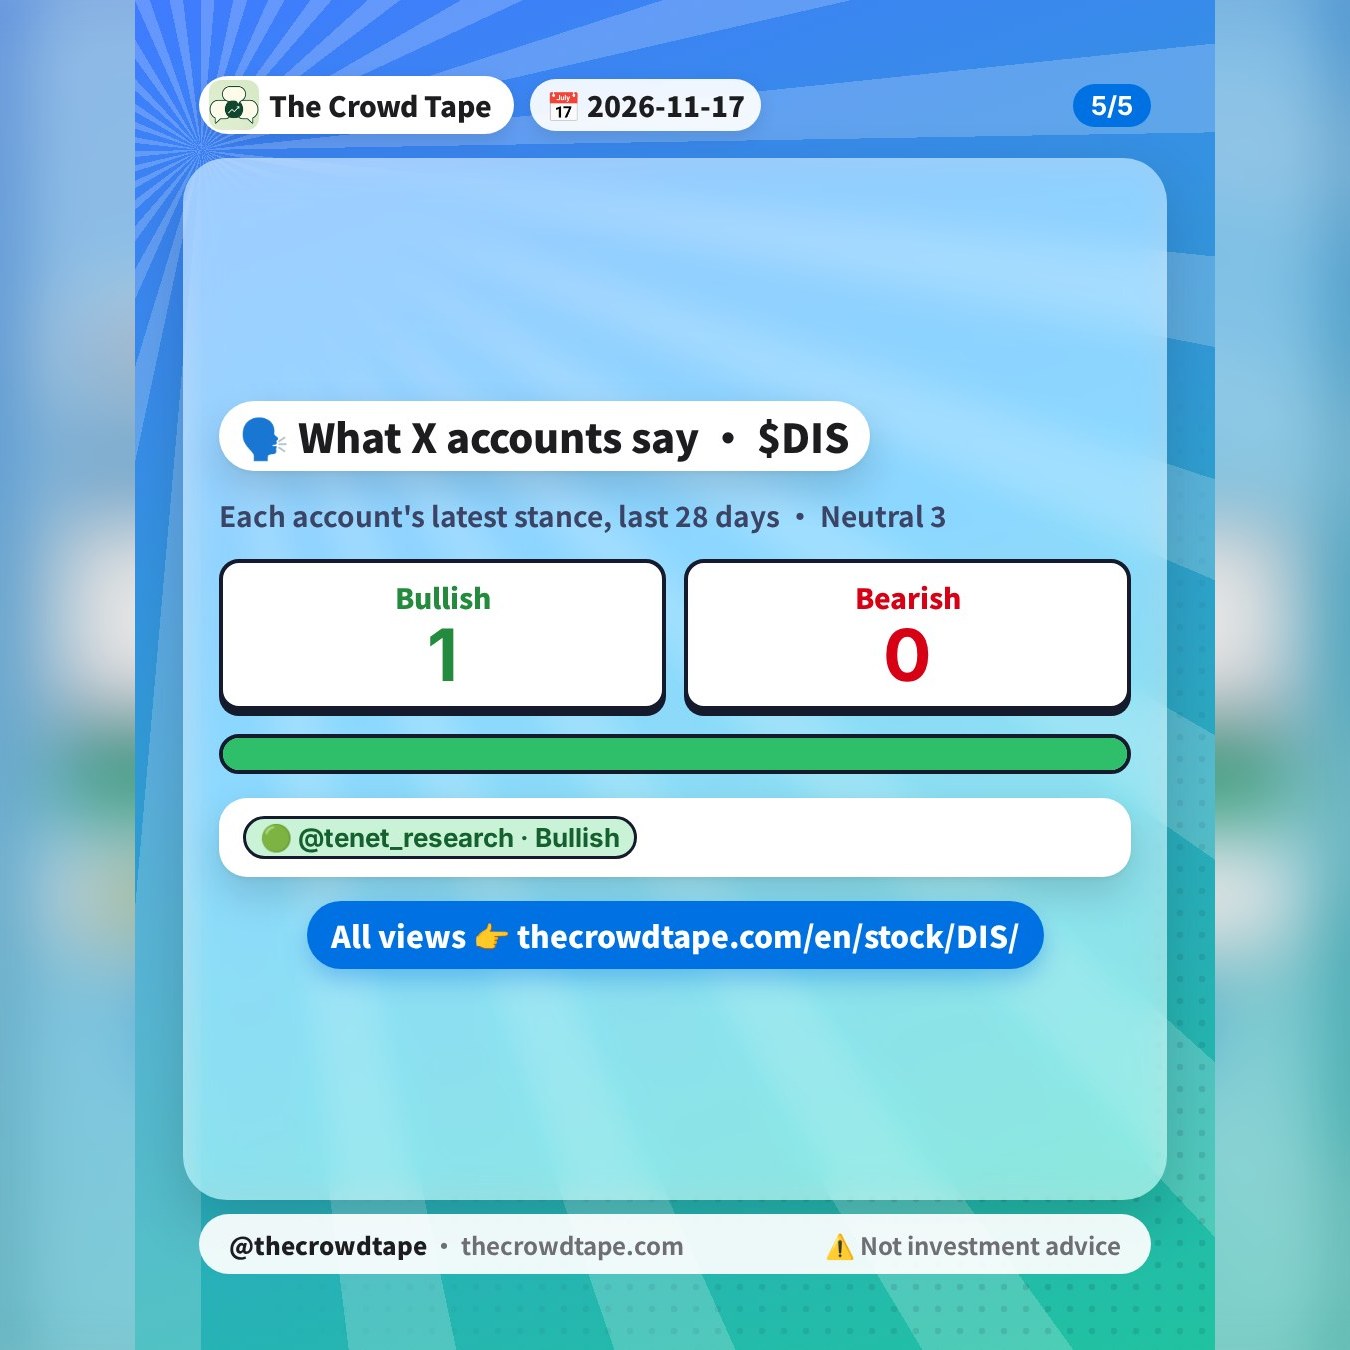 The Crowd Tape
📅 2026-11-17
5/5
🗣️ What X accounts say • $DIS
Each account's latest stance, last 28 days • Neutral 3
Bullish
1
Bearish
0
🟢 @tenet_research · Bullish
All views 👉 thecrowdtape.com/en/stock/DIS/
@thecrowdtape • thecrowdtape.com
⚠️ Not investment advice